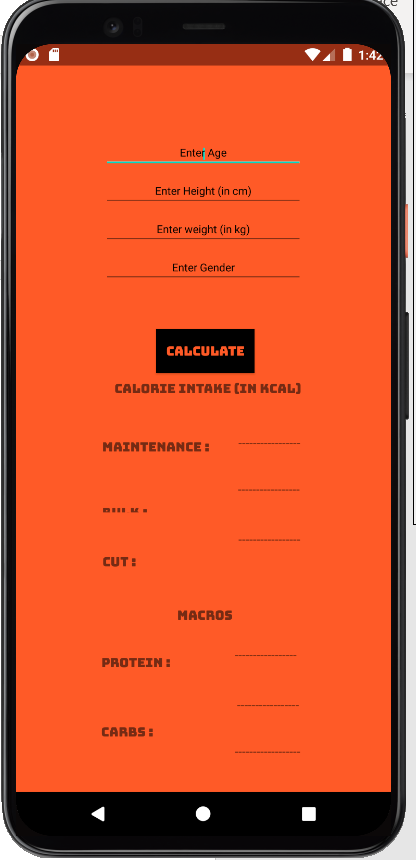 ce
1:42
Enter Age
Enter Height (in cm)
Enter weight (in kg)
Enter Gender
CALCULATE
CALORIE INTAKE (IN KCAL)
MAINTENANCE : ----------------
----------------
BULK :
----------------
CUT :
MACROS
PROTEIN : ----------------
----------------
CARBS :
----------------